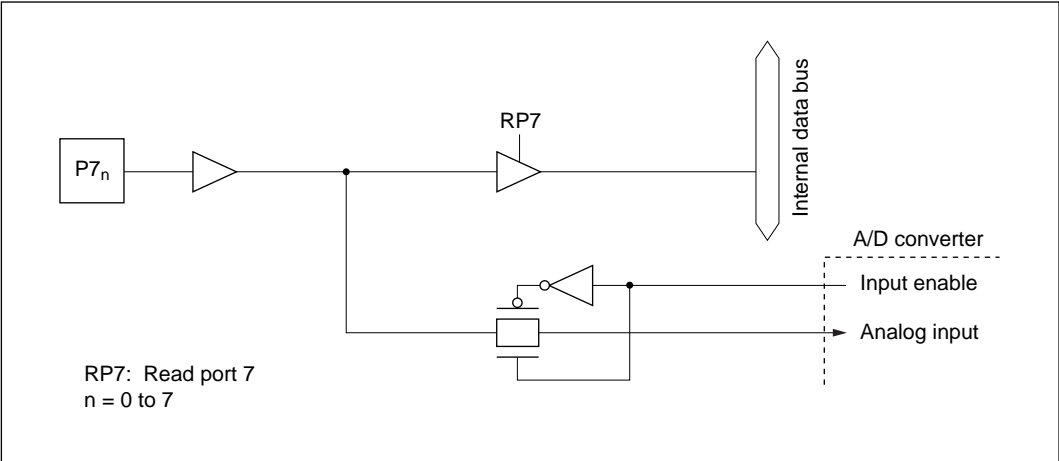 RP7
P7n
Internal data bus
A/D converter
Input enable
Analog input
RP7: Read port 7
n = 0 to 7